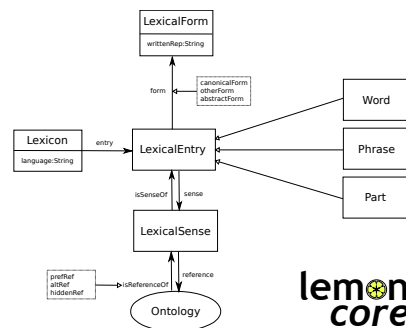 LexicalForm
writtenRep:String
form
canonicalForm
otherForm
abstractForm
Word
Lexicon
language:String
entry
LexicalEntry
Phrase
Part
isSenseOf
sense
LexicalSense
prefRef
altRef
hiddenRef
isReferenceOf
reference
Ontology
lemon
core